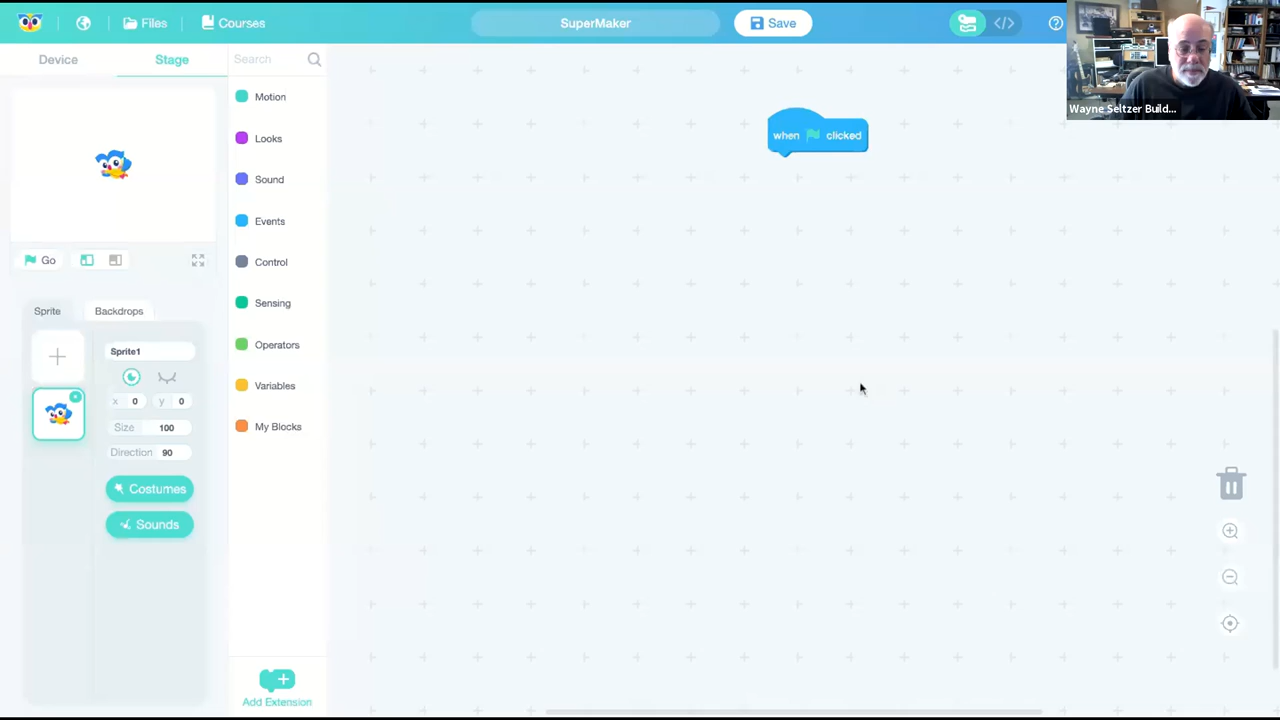 Files
Courses
SuperMaker
Save
</>
Wayne Seltzer Build...
Device
Stage
Search
Motion
Looks
Sound
Events
Control
Sensing
Operators
Variables
My Blocks
Add Extension
when clicked
Go
Sprite
Backdrops
Sprite1
x 0 y 0
Size 100
Direction 90
Costumes
Sounds